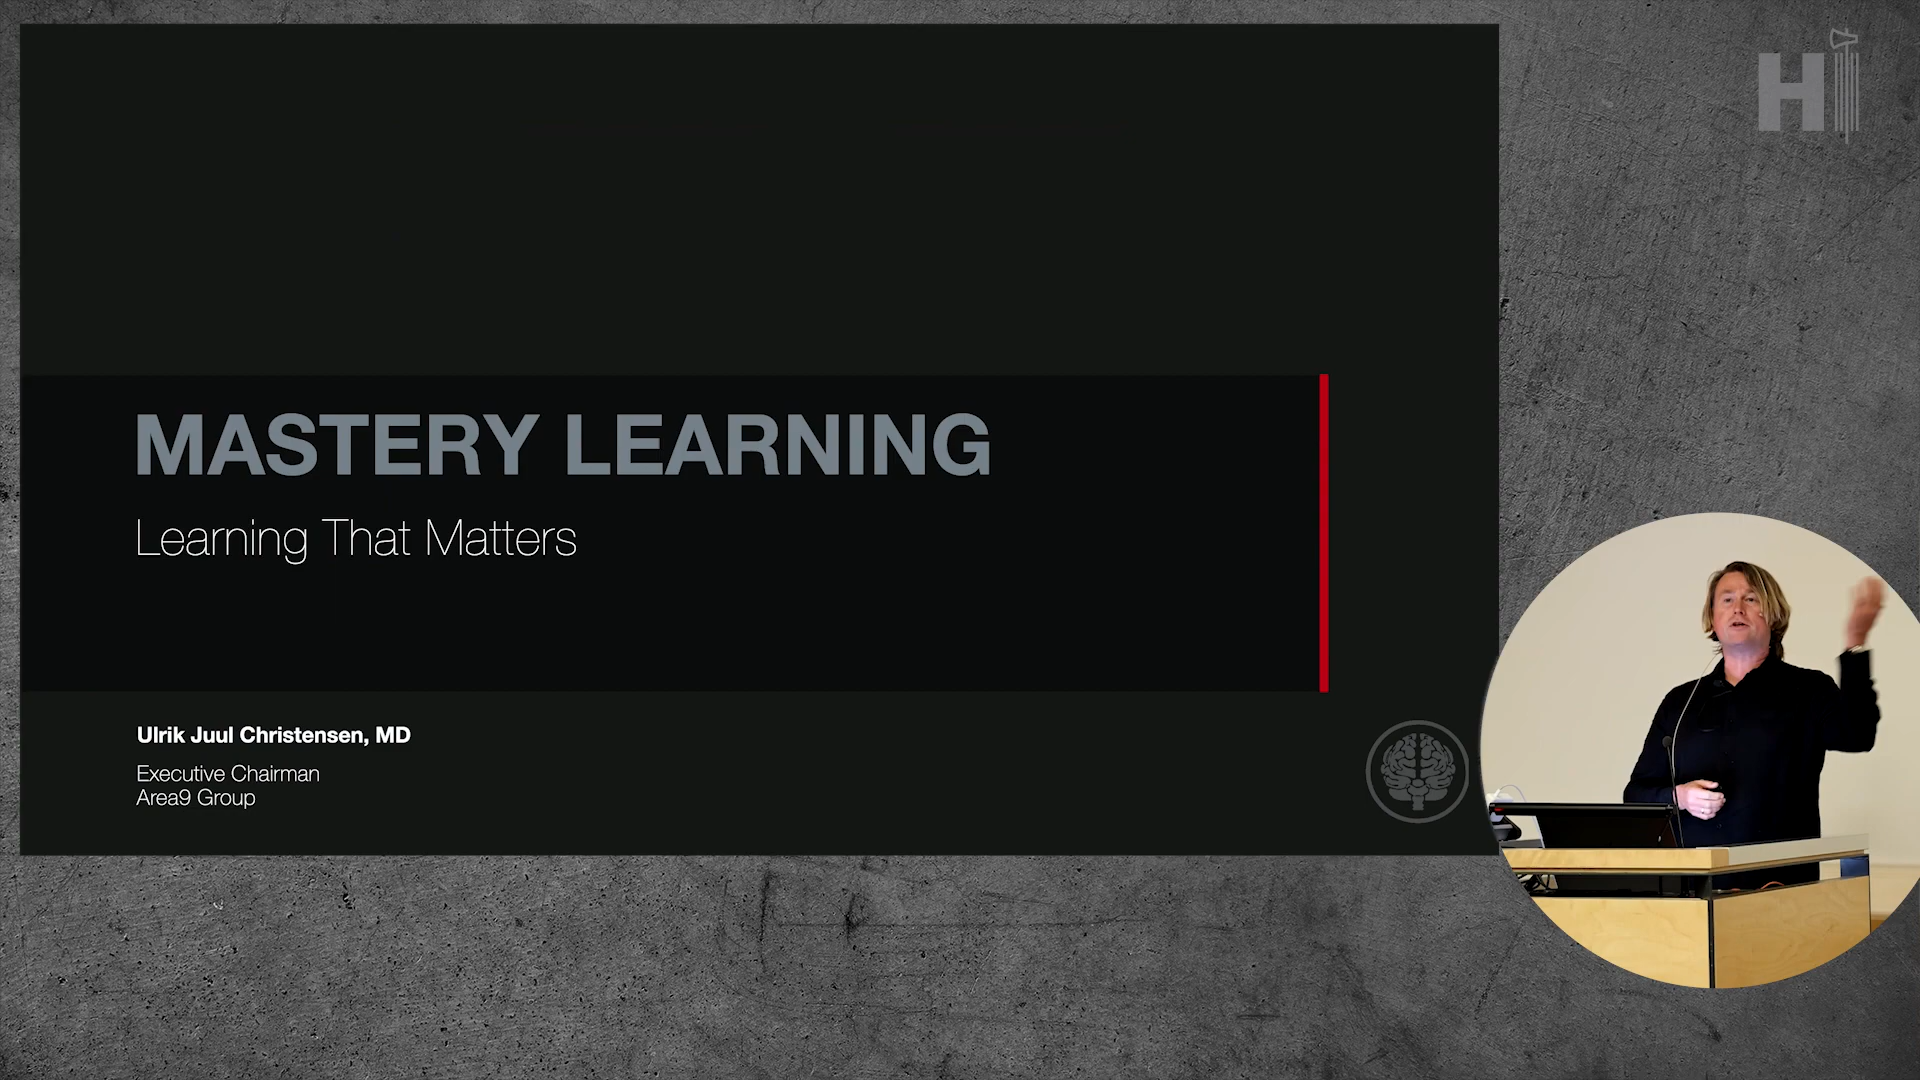 MASTERY LEARNING
Learning That Matters
Ulrik Juul Christensen, MD
Executive Chairman
Area9 Group
H